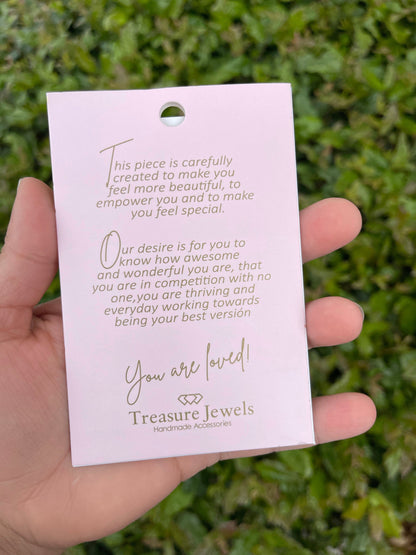 This piece is carefully
created to make you
feel more beautiful, to
empower you and to make
you feel special.
Our desire is for you to
know how awesome
and wonderful you are, that
you are in competition with no
one,you are thriving and
everyday working towards
being your best versión
You are loved!
Treasure Jewels
Handmade Accessories